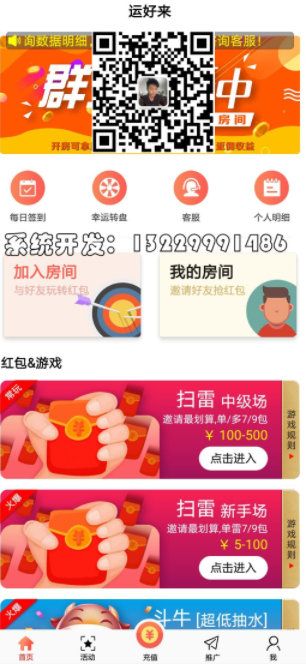 运好来
询数据明细
询客服！
群
中
房间
开房可拿
更佣收益
每日签到
幸运转盘
客服
个人明细
系统开发：13229991486
加入房间
与好友玩转红包
我的房间
邀请好友抢红包
红包&游戏
常玩
扫雷 中级场
邀请最划算,单/多7/9包
￥ 100-500
点击进入
游戏规则
火爆
扫雷 新手场
邀请最划算,单雷7/9包
￥ 5-100
点击进入
游戏规则
火爆
斗牛 [超低抽水]
首页
活动
充值
推广
我